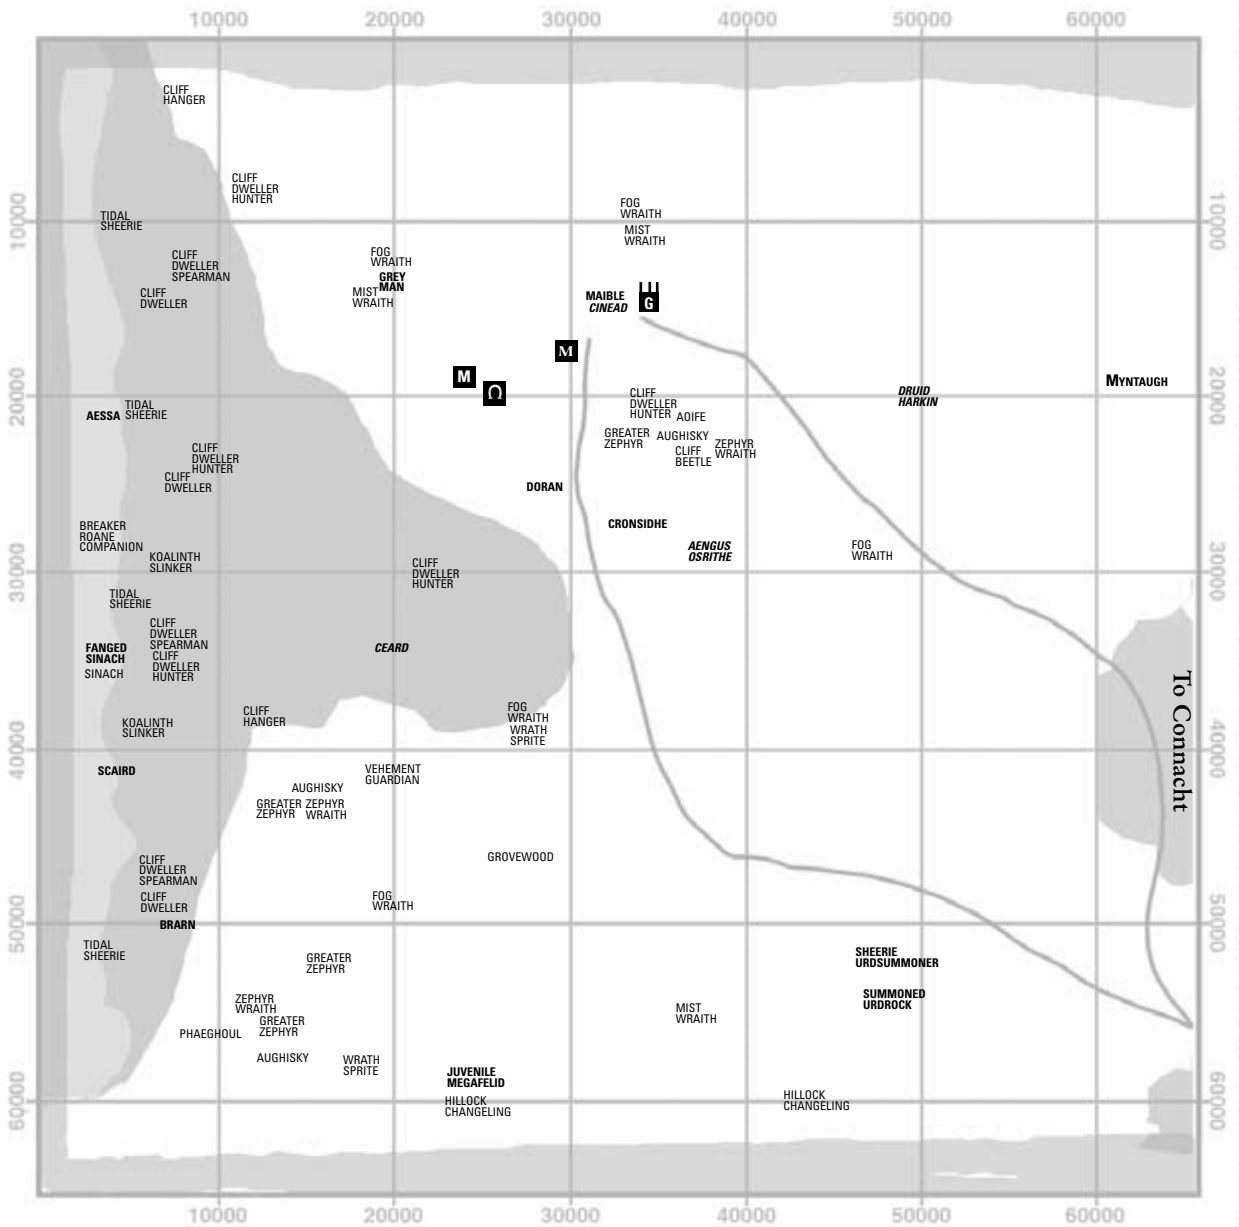 10000
20000
30000
40000
50000
60000
CLIFF
HANGER
CLIFF
DWELLER
HUNTER
10000
10000
FOG
WRAITH
TIDAL
SHEERIE
MIST
WRAITH
CLIFF
DWELLER
SPEARMAN
FOG
WRAITH
GREY
MAN
CLIFF
DWELLER
MIST
WRAITH
MAIBLE
CINEAD
G
M
M
Ω
MYNTAUGH
DRUID
HARKIN
20000
20000
AESSA
TIDAL
SHEERIE
CLIFF
DWELLER
HUNTER
AOIFE
GREATER
ZEPHYR
AUGHISKY
CLIFF
BEETLE
ZEPHYR
WRAITH
CLIFF
DWELLER
HUNTER
CLIFF
DWELLER
DORAN
BREAKER
ROANE
COMPANION
CRONSIDHE
AENGUS
OSRITHE
FOG
WRAITH
KOALINTH
SLINKER
CLIFF
DWELLER
HUNTER
30000
30000
TIDAL
SHEERIE
CLIFF
DWELLER
SPEARMAN
FANGED
SINACH
CLIFF
DWELLER
HUNTER
SINACH
CEARD
To Connacht
CLIFF
HANGER
FOG
WRAITH
WRATH
SPRITE
KOALINTH
SLINKER
40000
40000
SCAIRD
VEHEMENT
GUARDIAN
AUGHISKY
GREATER
ZEPHYR
ZEPHYR
WRAITH
GROVEWOOD
CLIFF
DWELLER
SPEARMAN
CLIFF
DWELLER
FOG
WRAITH
BRARN
50000
50000
TIDAL
SHEERIE
GREATER
ZEPHYR
SHEERIE
URDSUMMONER
ZEPHYR
WRAITH
SUMMONED
URDROCK
MIST
WRAITH
GREATER
ZEPHYR
PHAEGHOUL
AUGHISKY
WRATH
SPRITE
JUVENILE
MEGAFELID
HILLOCK
CHANGELING
HILLOCK
CHANGELING
60000
60000
10000
20000
30000
40000
50000
60000